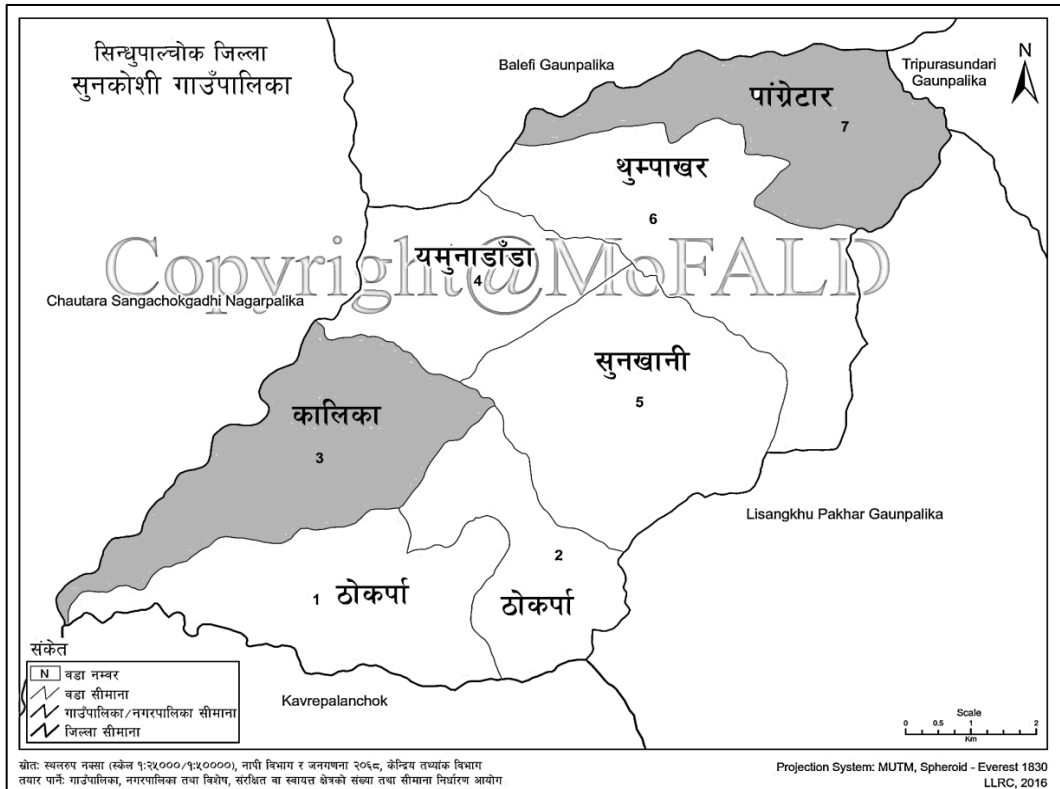 सिन्धुपाल्चोक जिल्ला
सुनकोशी गाउँपालिका
Balefi Gaunpalika
Tripurasundari
Gaunpalika
N
पांग्रेटार
7
थुम्पाखर
6
यमुनाडाँडा
4
Copyright@MoFALD
Chautara Sangachokgadhi Nagarpalika
सुनखानी
5
कालिका
3
Lisangkhu Pakhar Gaunpalika
2
1 ठोकर्पा
ठोकर्पा
Kavrepalanchok
संकेत
N वडा नम्वर
वडा सीमाना
गाउँपालिका/नगरपालिका सीमाना
जिल्ला सीमाना
Scale
0 0.5 1 2
Km
स्रोतः स्थलरुप नक्सा (स्केल १:२५०००/१:५००००), नापी विभाग र जनगणना २०६८, केन्द्रिय तथ्यांक विभाग
तयार पार्नेः गाउँपालिका, नगरपालिका तथा विशेष, संरक्षित वा स्वायत्त क्षेत्रको संख्या तथा सीमाना निर्धारण आयोग
Projection System: MUTM, Spheroid - Everest 1830
LLRC, 2016